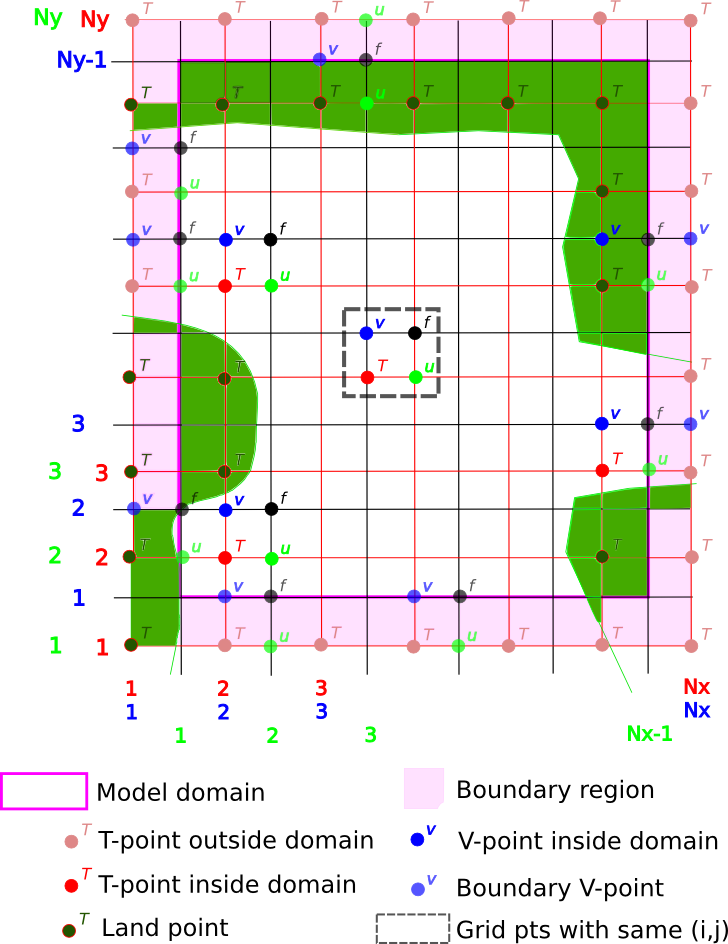 Ny Ny T T T u T T T T
Ny-1 v f
T T T u T T T T
v f
T u T T
v f v f v f v
T u T u T u T
v f
T T T u T
3 v f v
3 3 T T T u T
2 v f v f
2 2 T u T u T T
1 v f v f
1 1 T T u T T u T T T
1 2 3 Nx
1 2 3 Nx
1 2 3 Nx-1
Model domain
Boundary region
T T-point outside domain
v V-point inside domain
T T-point inside domain
v Boundary V-point
T Land point
Grid pts with same (i,j)